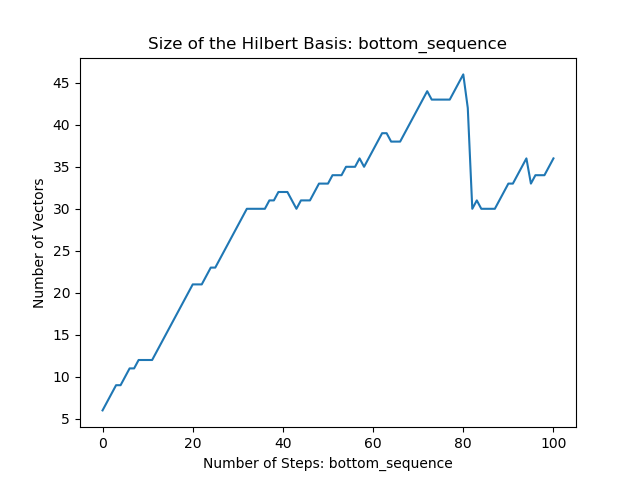 Size of the Hilbert Basis: bottom_sequence
45
40
35
30
25
20
15
10
5
Number of Vectors
0 20 40 60 80 100
Number of Steps: bottom_sequence